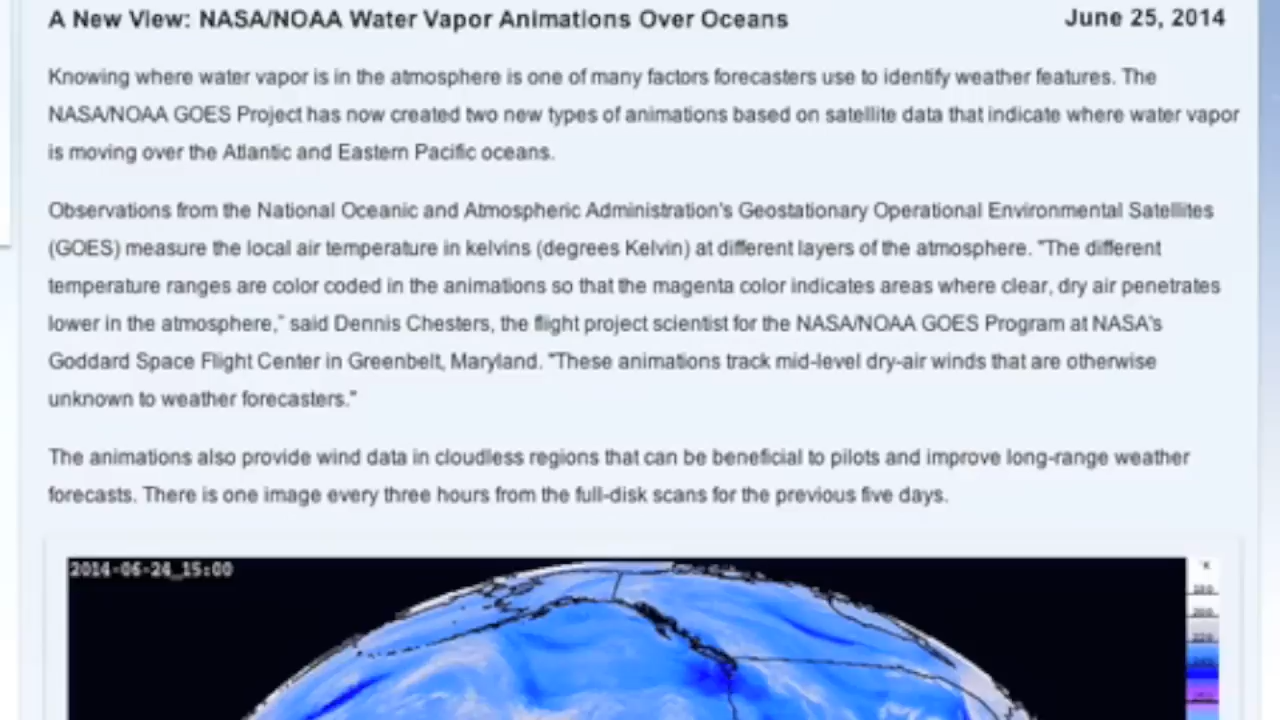 A New View: NASA/NOAA Water Vapor Animations Over Oceans June 25, 2014
Knowing where water vapor is in the atmosphere is one of many factors forecasters use to identify weather features. The
NASA/NOAA GOES Project has now created two new types of animations based on satellite data that indicate where water vapor
is moving over the Atlantic and Eastern Pacific oceans.
Observations from the National Oceanic and Atmospheric Administration's Geostationary Operational Environmental Satellites
(GOES) measure the local air temperature in kelvins (degrees Kelvin) at different layers of the atmosphere. "The different
temperature ranges are color coded in the animations so that the magenta color indicates areas where clear, dry air penetrates
lower in the atmosphere," said Dennis Chesters, the flight project scientist for the NASA/NOAA GOES Program at NASA's
Goddard Space Flight Center in Greenbelt, Maryland. "These animations track mid-level dry-air winds that are otherwise
unknown to weather forecasters."
The animations also provide wind data in cloudless regions that can be beneficial to pilots and improve long-range weather
forecasts. There is one image every three hours from the full-disk scans for the previous five days.
2014-06-24_15:00